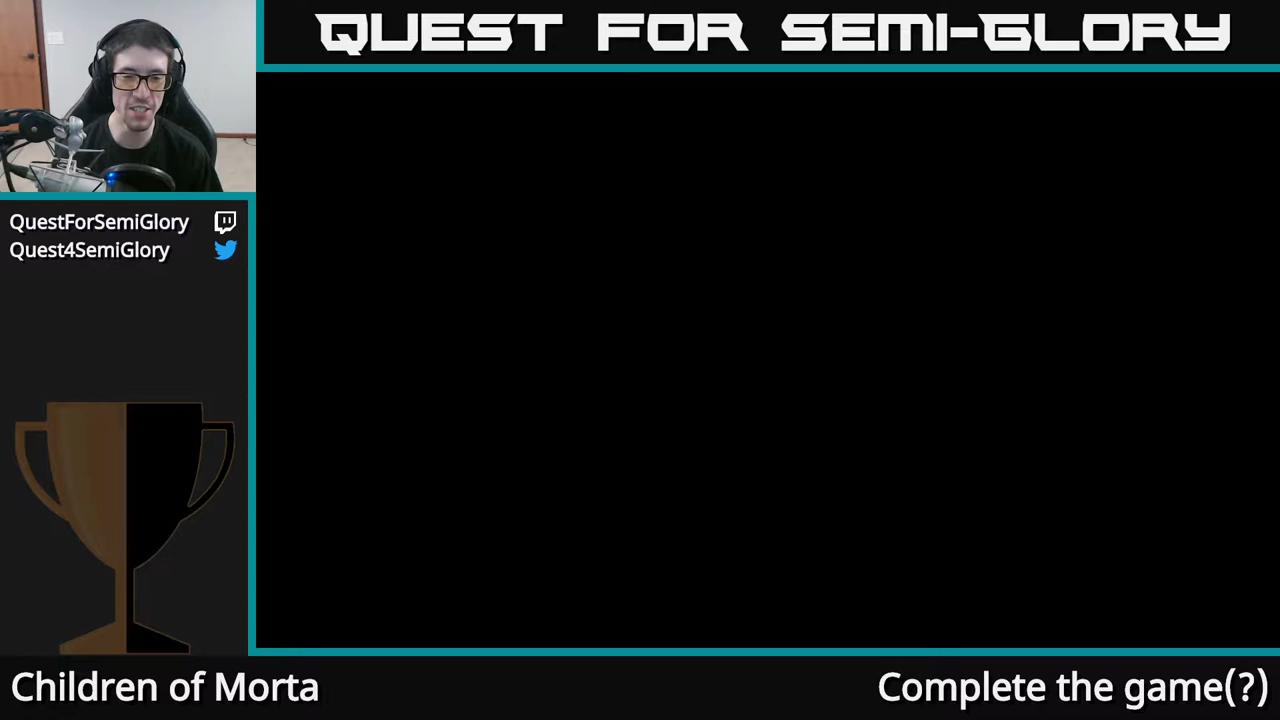 QUEST FOR SEMI-GLORY
QuestForSemiGlory
Quest4SemiGlory
Children of Morta
Complete the game(?)